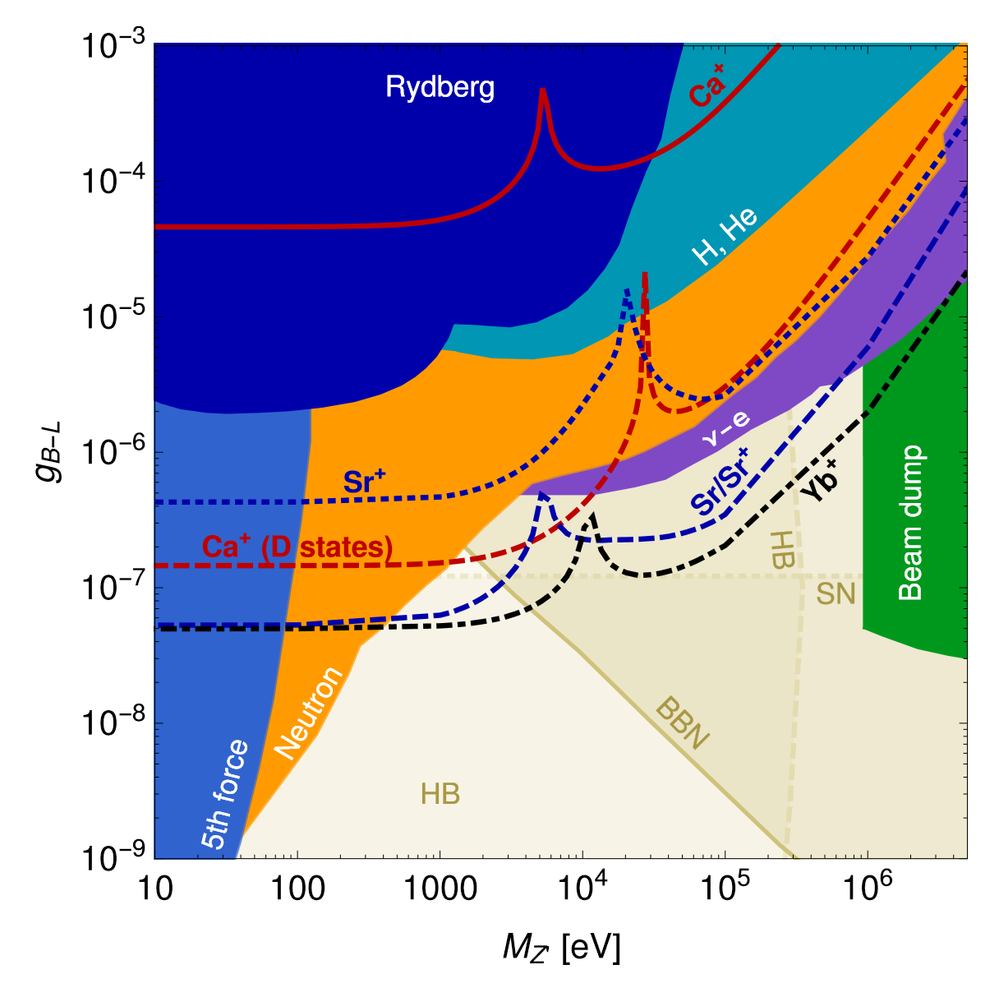 10⁻³
10⁻⁴
10⁻⁵
10⁻⁶
10⁻⁷
10⁻⁸
10⁻⁹
g_{B−L}
Rydberg
Ca⁺
H, He
ν−e
Sr⁺
Ca⁺ (D states)
Sr/Sr⁺
Yb⁺
HB
SN
Beam dump
BBN
Neutron
5th force
HB
10 100 1000 10⁴ 10⁵ 10⁶
M_{Z'} [eV]